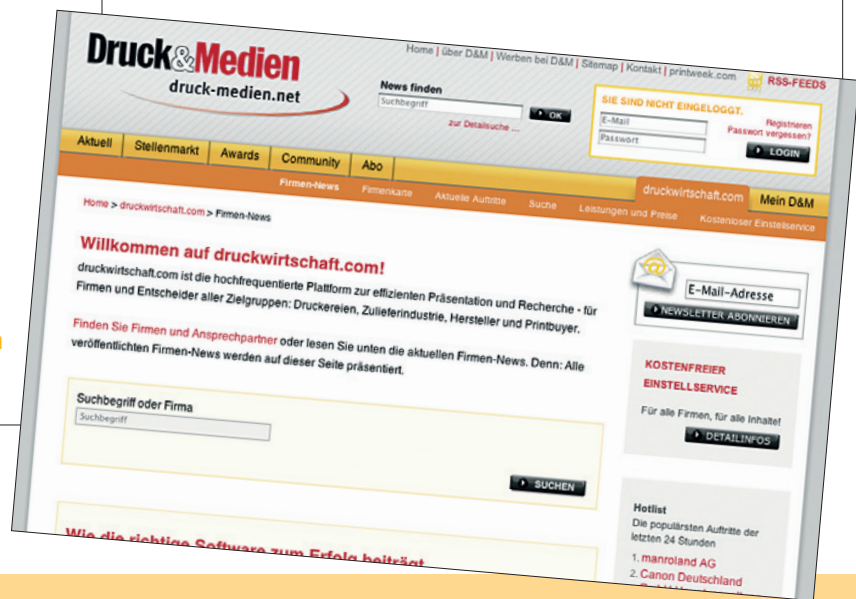 Druck&Medien
druck-medien.net
Home | über D&M | Werben bei D&M | Sitemap | Kontakt | printweek.com
RSS-FEEDS
News finden
Suchbegriff
OK
zur Detailsuche ...
SIE SIND NICHT EINGELOGGT.
E-Mail
Passwort
Registrieren
Passwort vergessen?
LOGIN
Aktuell Stellenmarkt Awards Community Abo druckwirtschaft.com Mein D&M
Firmen-News Firmenkarte Aktuelle Auftritte Suche Leistungen und Preise Kostenloser Einstellservice
Home > druckwirtschaft.com > Firmen-News
Willkommen auf druckwirtschaft.com!
druckwirtschaft.com ist die hochfrequentierte Plattform zur effizienten Präsentation und Recherche - für
Firmen und Entscheider aller Zielgruppen: Druckereien, Zulieferindustrie, Hersteller und Printbuyer.
Finden Sie Firmen und Ansprechpartner oder lesen Sie unten die aktuellen Firmen-News. Denn: Alle
veröffentlichten Firmen-News werden auf dieser Seite präsentiert.
Suchbegriff oder Firma
Suchbegriff
SUCHEN
Wie die richtige Software zum Erfolg beiträgt
E-Mail-Adresse
NEWSLETTER ABONNIEREN
KOSTENFREIER
EINSTELLSERVICE
Für alle Firmen, für alle Inhalte!
DETAILINFOS
Hotlist
Die populärsten Auftritte der
letzten 24 Stunden
1. manroland AG
2. Canon Deutschland